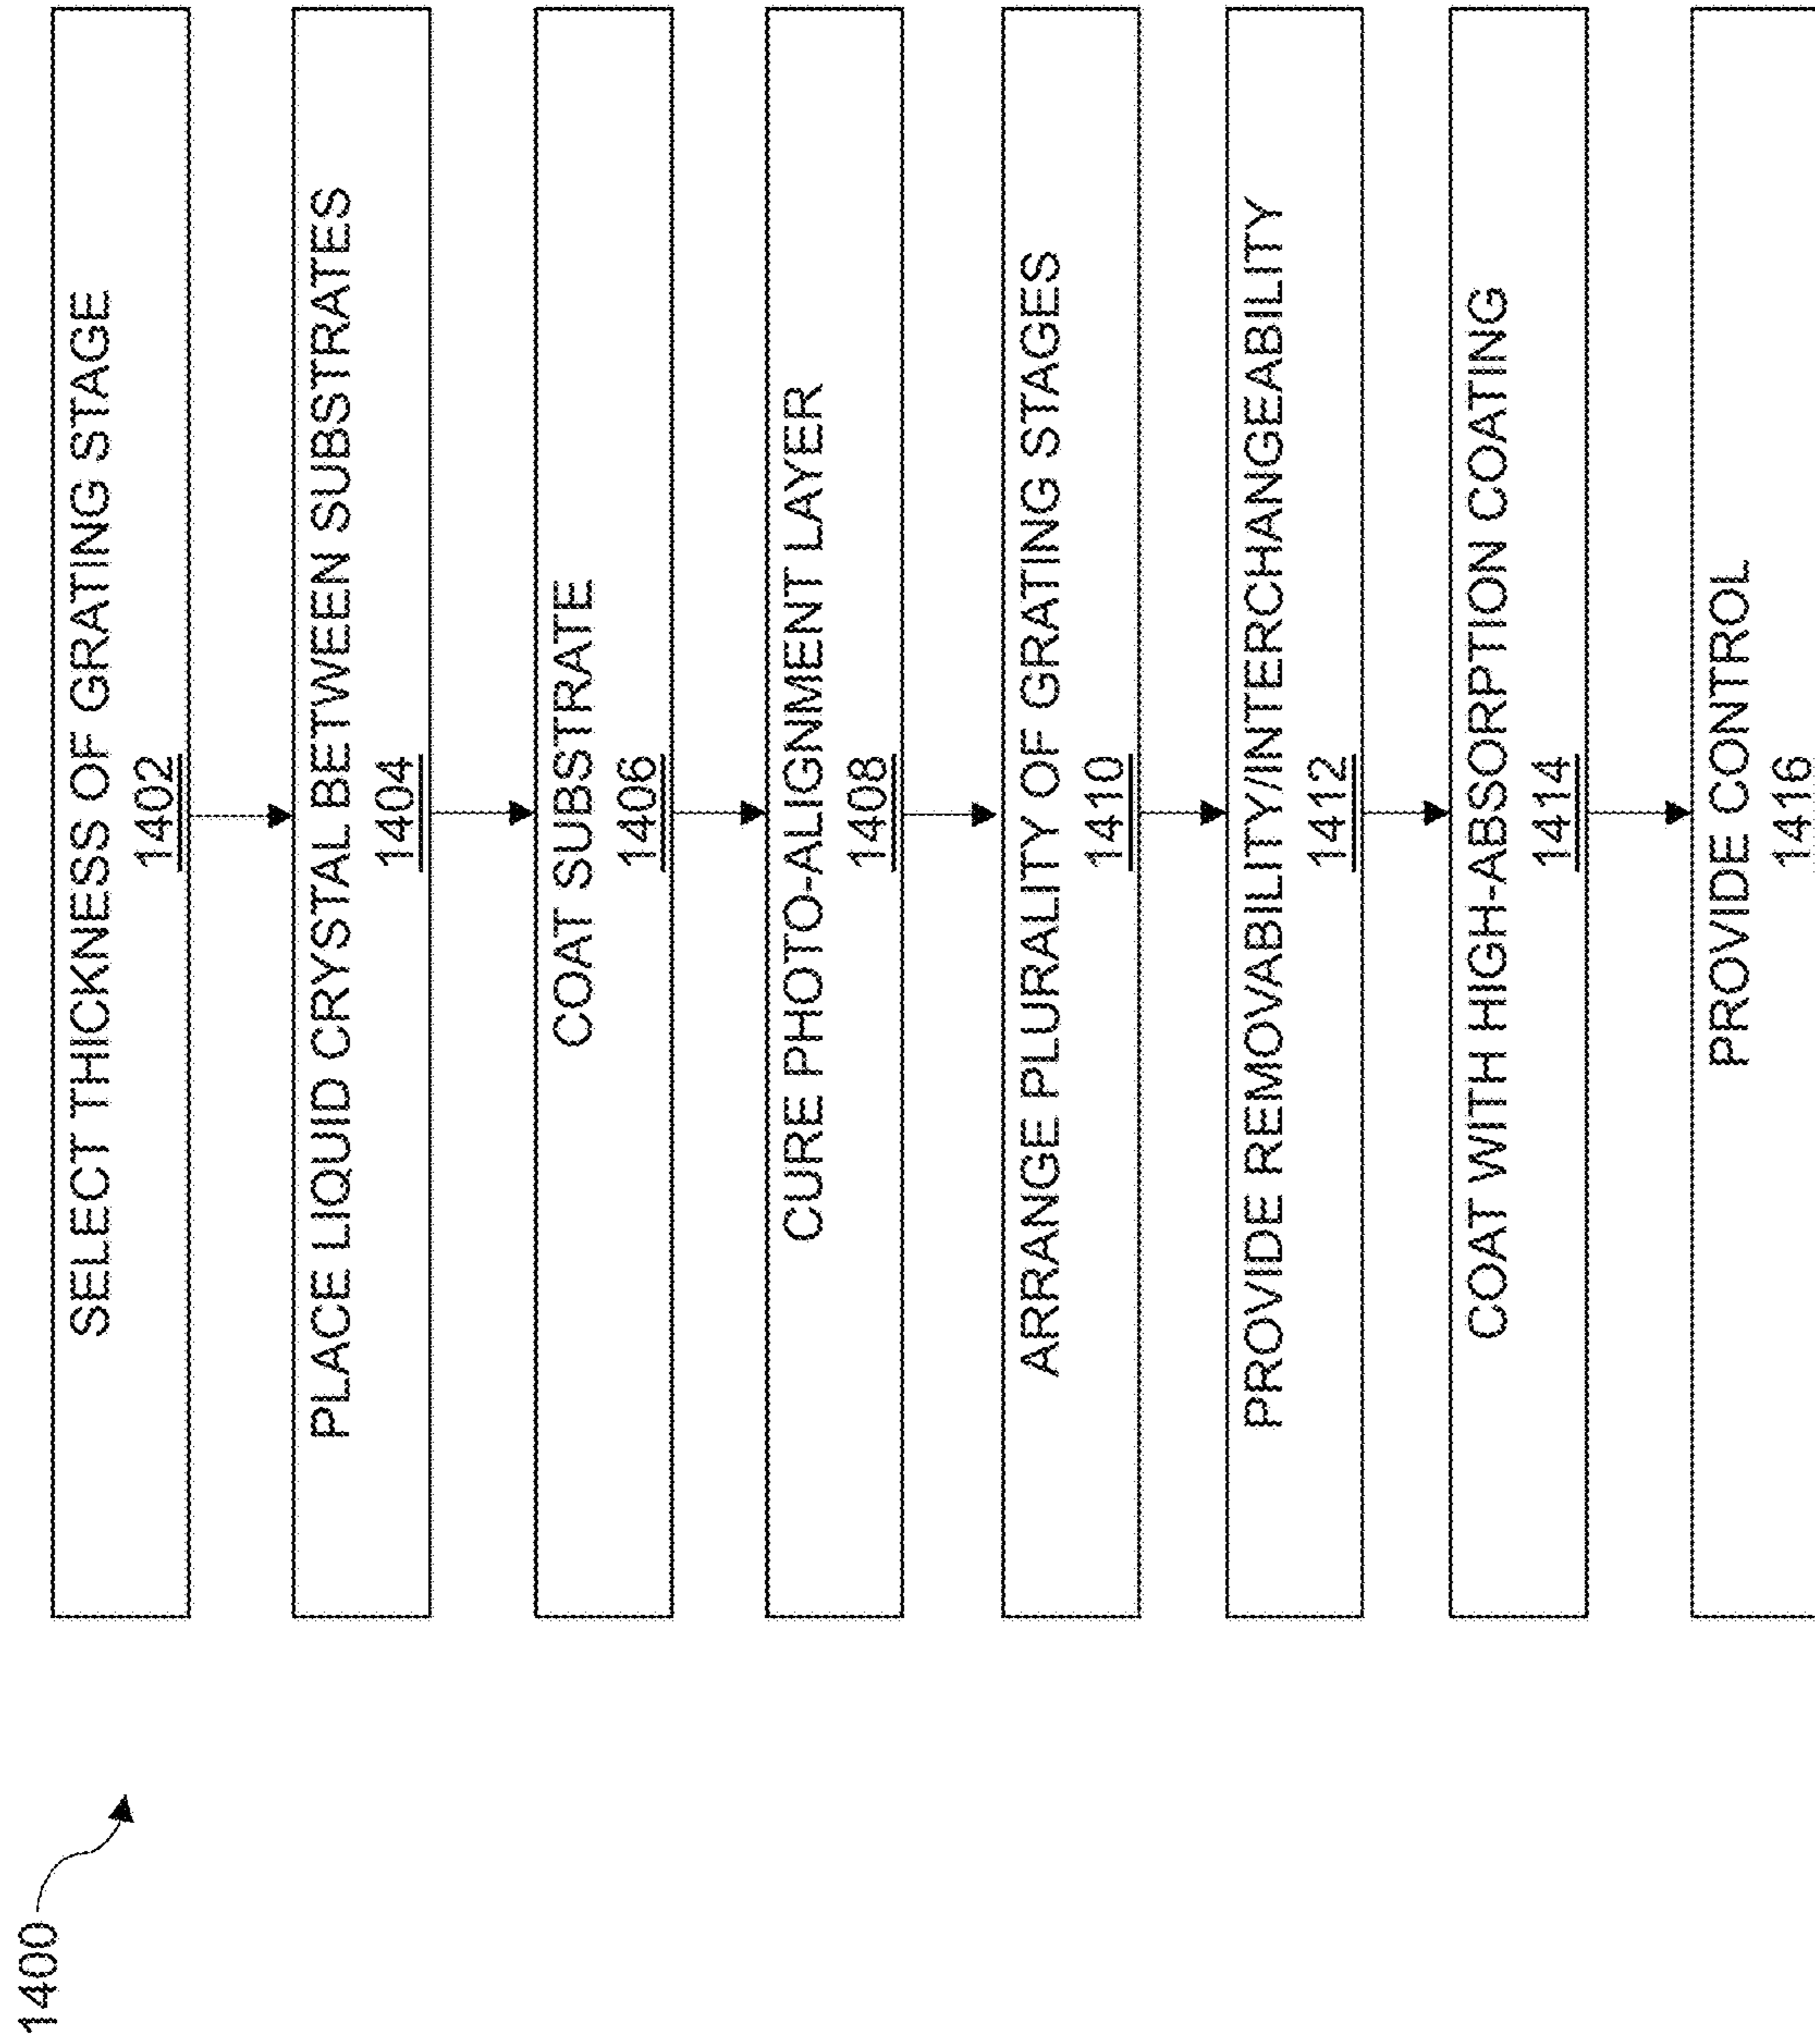 1400
SELECT THICKNESS OF GRATING STAGE
1402
PLACE LIQUID CRYSTAL BETWEEN SUBSTRATES
1404
COAT SUBSTRATE
1406
CURE PHOTO-ALIGNMENT LAYER
1408
ARRANGE PLURALITY OF GRATING STAGES
1410
PROVIDE REMOVABILITY/INTERCHANGEABILITY
1412
COAT WITH HIGH-ABSORPTION COATING
1414
PROVIDE CONTROL
1416